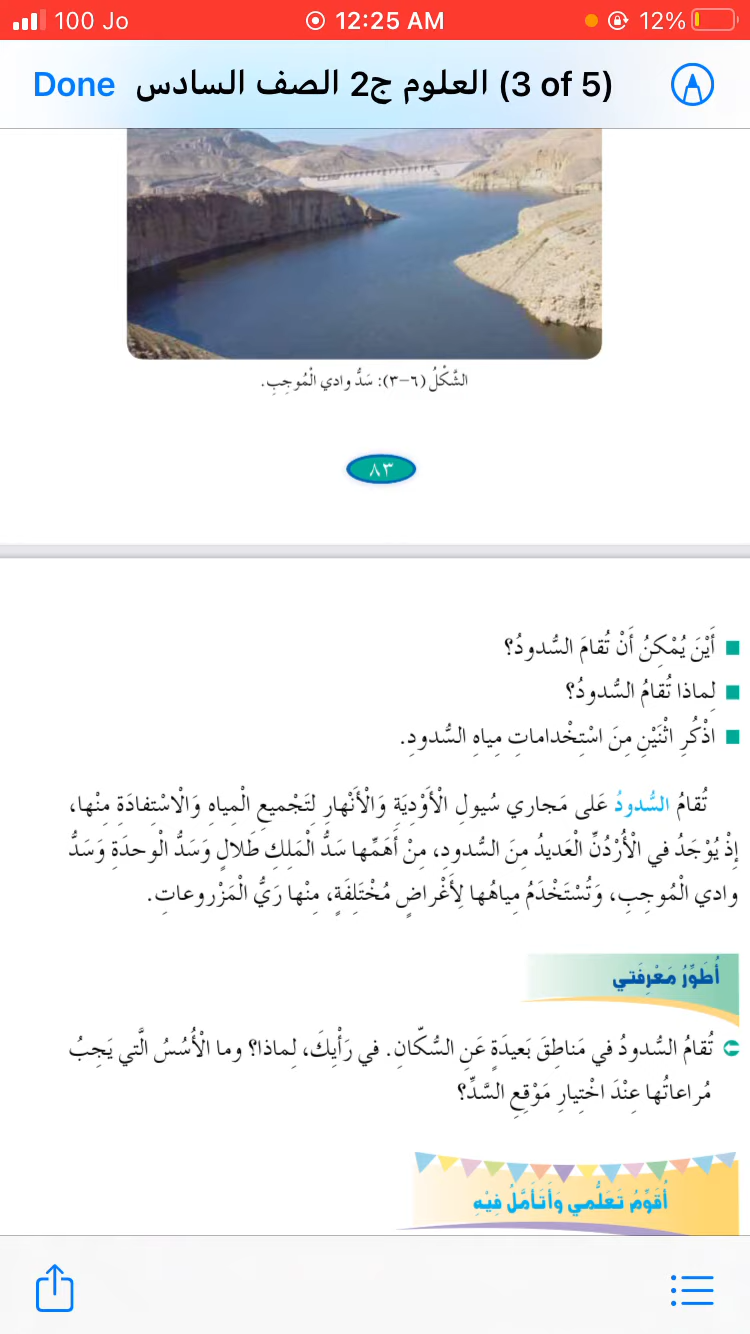 100 Jo 12:25 AM 12%
Done العلوم ج2 الصف السادس (3 of 5)
الشَّكْلُ (٦-٣): سَدُّ وادي الْمُوجِبِ.
٨٣
أَيْنَ يُمْكِنُ أَنْ تُقامَ السُّدودُ؟
لِماذا تُقامُ السُّدودُ؟
اذْكُرِ اثْنَيْنِ مِنَ اسْتِخْداماتِ مِياهِ السُّدودِ.
تُقامُ السُّدودُ عَلى مَجاري سُيولِ الْأَوْدِيَةِ وَالْأَنْهارِ لِتَجْميعِ الْمياهِ وَالْاسْتِفادَةِ مِنْها،
إِذْ يُوْجَدُ في الْأُرْدُنِّ الْعَديدُ مِنَ السُّدودِ، مِنْ أَهَمِّها سَدُّ الْمَلِكِ طَلالٍ وَسَدُّ الْوحدَةِ وَسَدُّ
وادي الْمُوجِبِ، وَتُسْتَخْدَمُ مِياهُها لِأَغْراضٍ مُخْتَلِفَةٍ، مِنْها رَيُّ الْمَزْروعاتِ.
أُطَوِّرُ مَعْرِفَتي
تُقامُ السُّدودُ في مَناطِقَ بَعيدَةٍ عَنِ السُّكّانِ. في رَأْيِكَ، لِماذا؟ وما الْأُسُسُ الَّتي يَجِبُ
مُراعاتُها عِنْدَ اخْتِيارِ مَوْقِعِ السَّدِّ؟
أُقَوِّمُ تَعَلُّمي وَأَتَأَمَّلُ فيْهِ